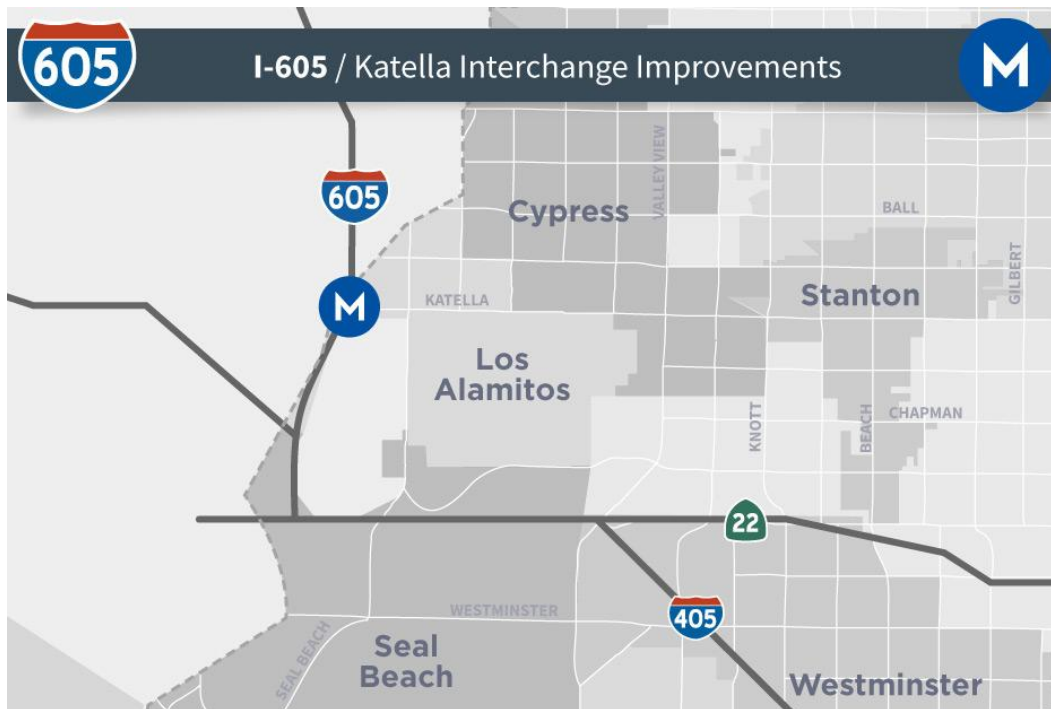 605
I-605 / Katella Interchange Improvements
M
605
Cypress
VALLEY VIEW
BALL
GILBERT
M
KATELLA
Stanton
Los
Alamitos
KNOTT
BEACH
CHAPMAN
22
405
WESTMINSTER
SEAL BEACH
Seal
Beach
Westminster